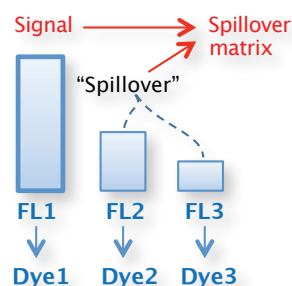 Signal
Spillover
matrix
“Spillover”
FL1 FL2 FL3
Dye1 Dye2 Dye3